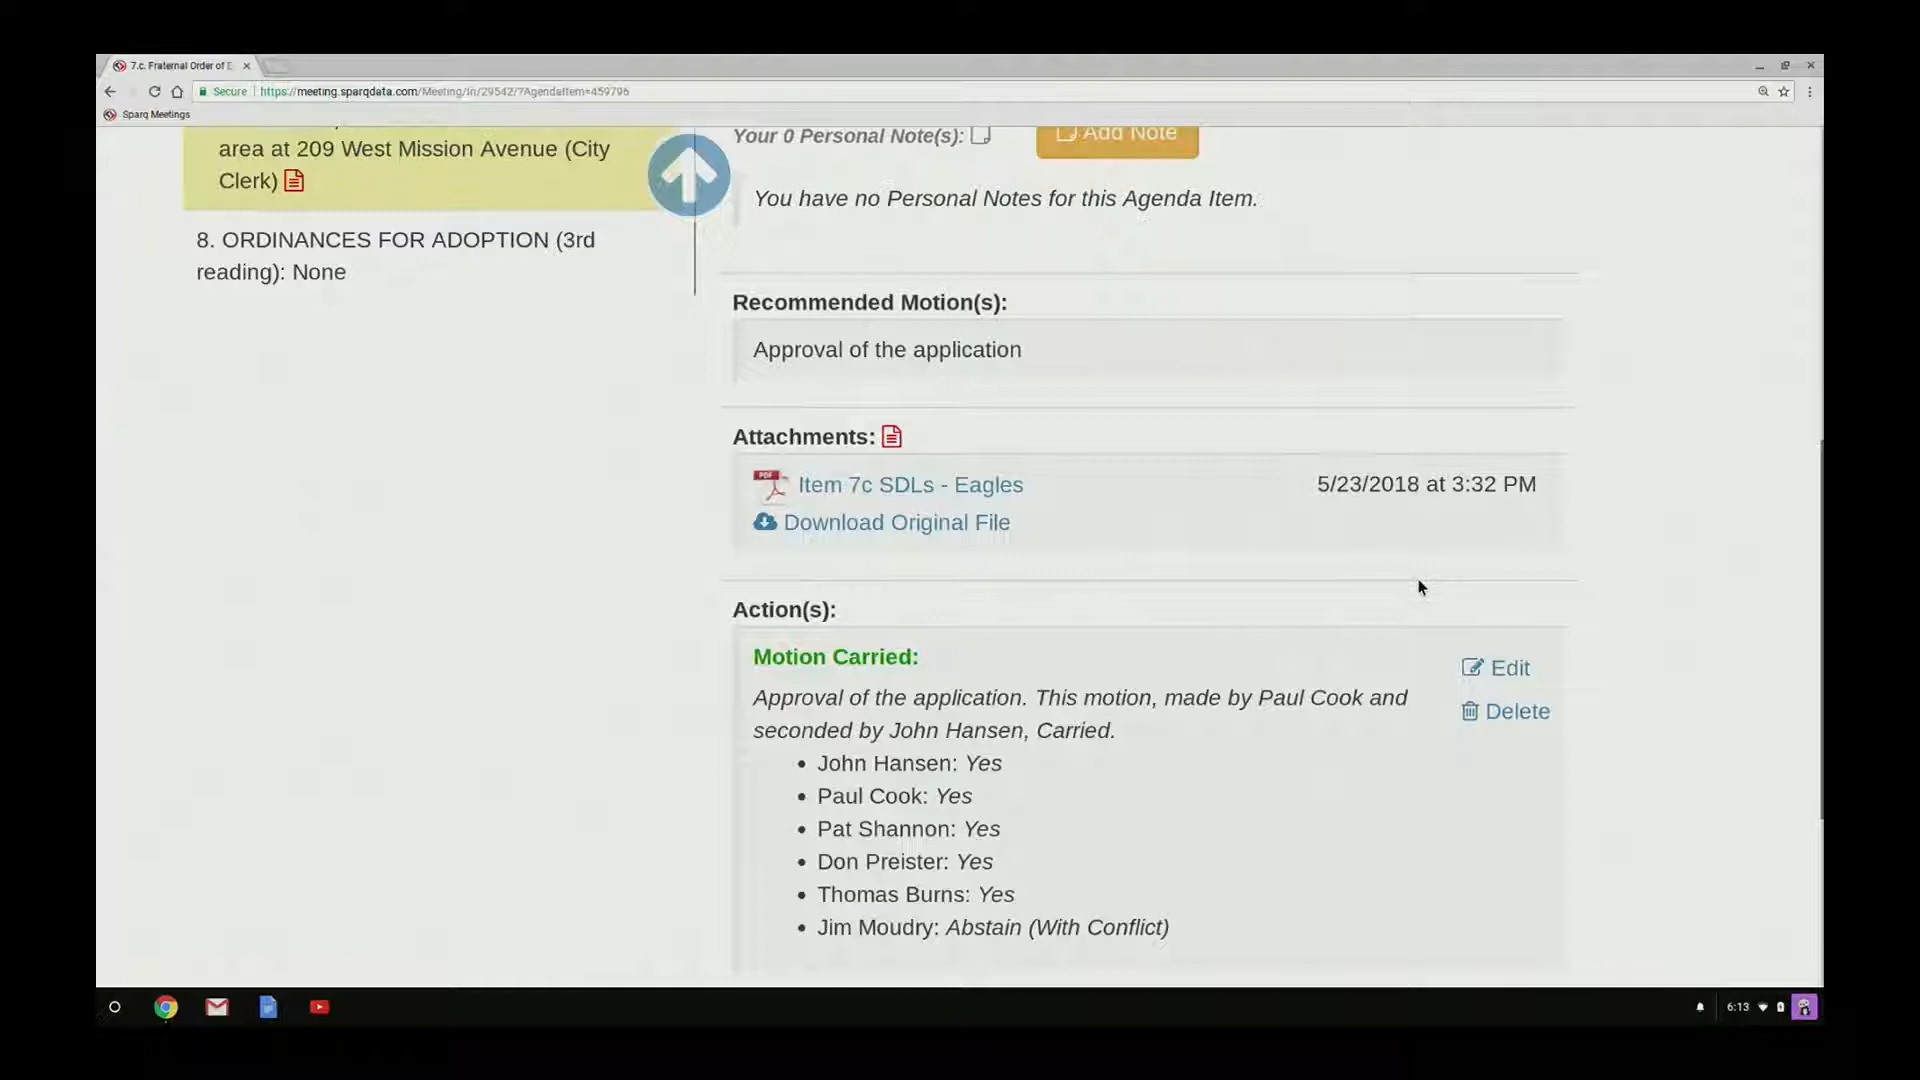 7.c. Fraternal Order of E
Secure
https://meeting.sparqdata.com/Meeting/In/29542/?AgendaItem=459796
Sparq Meetings
area at 209 West Mission Avenue (City
Clerk)
8. ORDINANCES FOR ADOPTION (3rd
reading): None
Your 0 Personal Note(s):
Add Note
You have no Personal Notes for this Agenda Item.
Recommended Motion(s):
Approval of the application
Attachments:
PDF
Item 7c SDLs - Eagles
5/23/2018 at 3:32 PM
Download Original File
Action(s):
Motion Carried:
Edit
Approval of the application. This motion, made by Paul Cook and
Delete
seconded by John Hansen, Carried.
• John Hansen: Yes
• Paul Cook: Yes
• Pat Shannon: Yes
• Don Preister: Yes
• Thomas Burns: Yes
• Jim Moudry: Abstain (With Conflict)
6:13